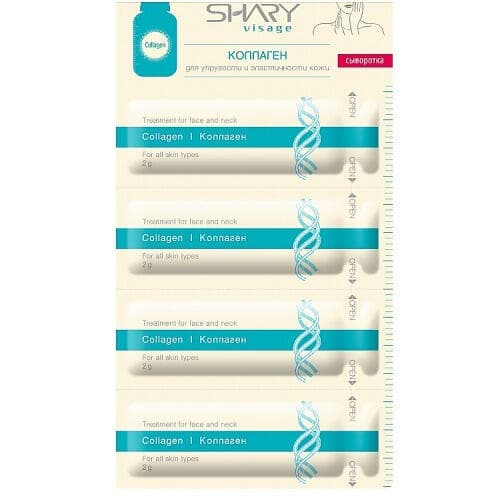 SHARY
visage
Collagen
КОЛЛАГЕН
для упругости и эластичности кожи
сыворотка
OPEN
Treatment for face and neck
Collagen | Коллаген
For all skin types
2 g
OPEN
OPEN
Treatment for face and neck
Collagen | Коллаген
For all skin types
2 g
OPEN
OPEN
Treatment for face and neck
Collagen | Коллаген
For all skin types
2 g
OPEN
OPEN
Treatment for face and neck
Collagen | Коллаген
For all skin types
2 g
OPEN